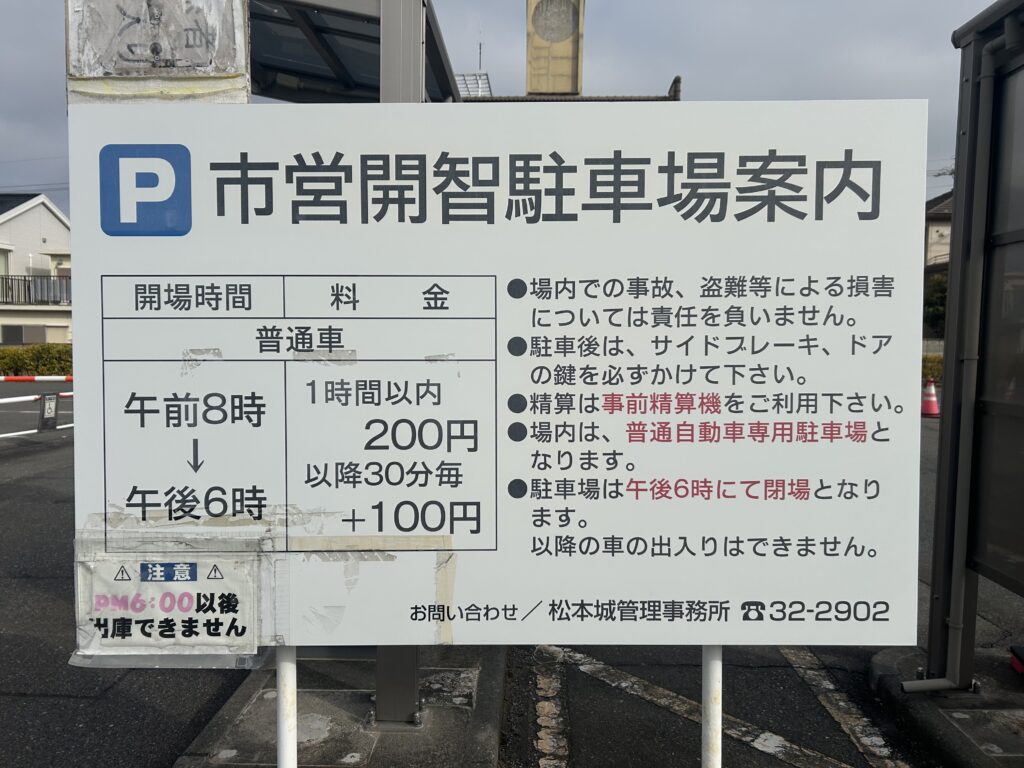 P 市営開智駐車場案内
開場時間 料金
普通車
午前8時
↓
午後6時
1時間以内
200円
以降30分毎
+100円
●場内での事故、盗難等による損害
については責任を負いません。
●駐車後は、サイドブレーキ、ドア
の鍵を必ずかけて下さい。
●精算は事前精算機をご利用下さい。
●場内は、普通自動車専用駐車場と
なります。
●駐車場は午後6時にて閉場となり
ます。
以降の車の出入りはできません。
⚠注意⚠
PM6:00以後
出庫できません
お問い合わせ/松本城管理事務所 ☎32-2902